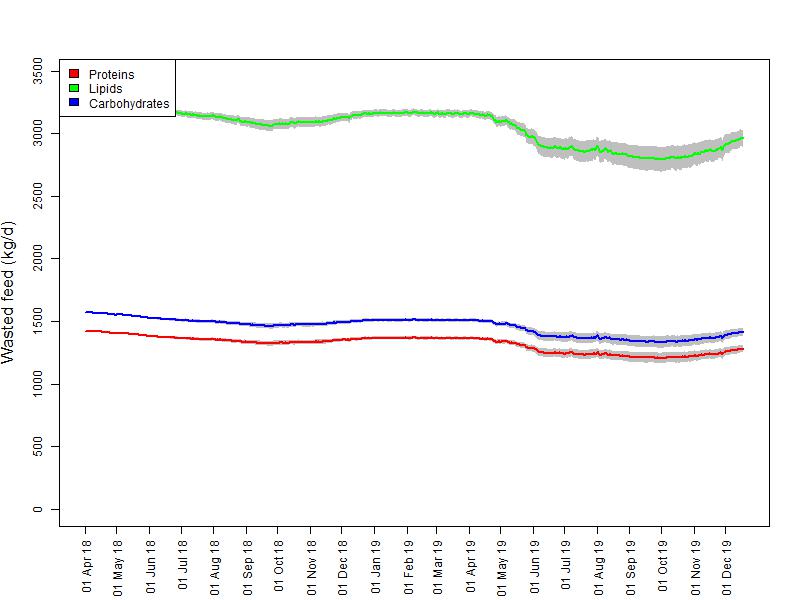 Proteins
Lipids
Carbohydrates
Wasted feed (kg/d)
3500
3000
2500
2000
1500
1000
500
0
01 Apr 18
01 May 18
01 Jun 18
01 Jul 18
01 Aug 18
01 Sep 18
01 Oct 18
01 Nov 18
01 Dec 18
01 Jan 19
01 Feb 19
01 Mar 19
01 Apr 19
01 May 19
01 Jun 19
01 Jul 19
01 Aug 19
01 Sep 19
01 Oct 19
01 Nov 19
01 Dec 19